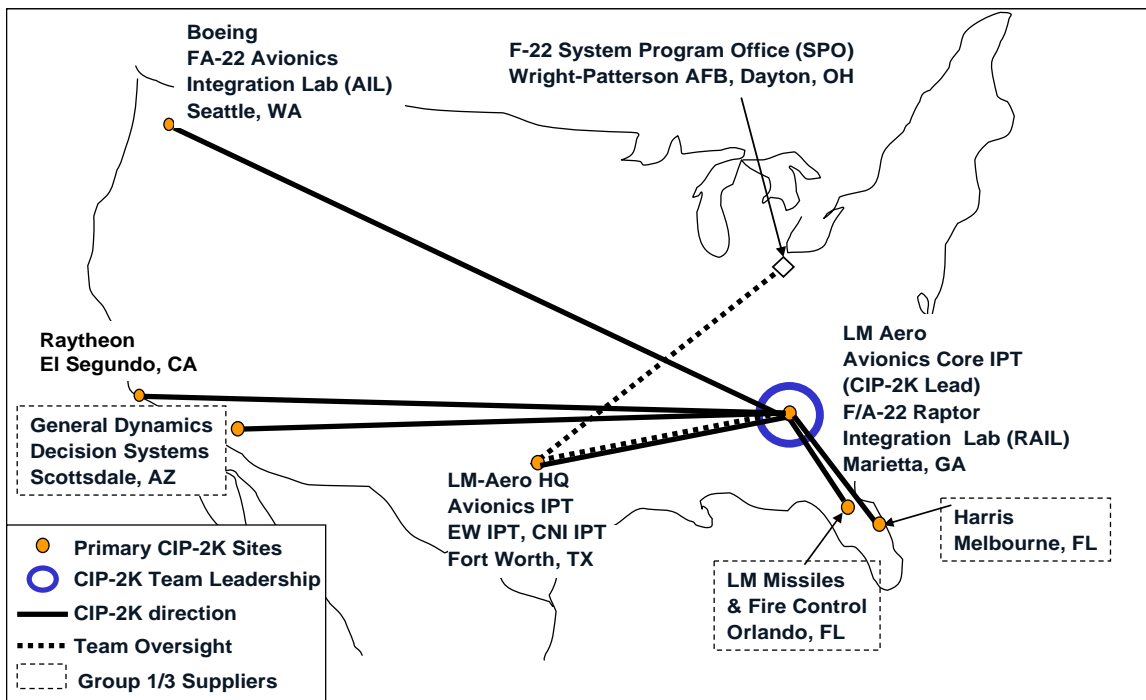 Boeing
FA-22 Avionics
Integration Lab (AIL)
Seattle, WA
F-22 System Program Office (SPO)
Wright-Patterson AFB, Dayton, OH
Raytheon
El Segundo, CA
General Dynamics
Decision Systems
Scottsdale, AZ
LM-Aero HQ
Avionics IPT
EW IPT, CNI IPT
Fort Worth, TX
LM Aero
Avionics Core IPT
(CIP-2K Lead)
F/A-22 Raptor
Integration Lab (RAIL)
Marietta, GA
Harris
Melbourne, FL
LM Missiles
& Fire Control
Orlando, FL
Primary CIP-2K Sites
CIP-2K Team Leadership
CIP-2K direction
Team Oversight
Group 1/3 Suppliers